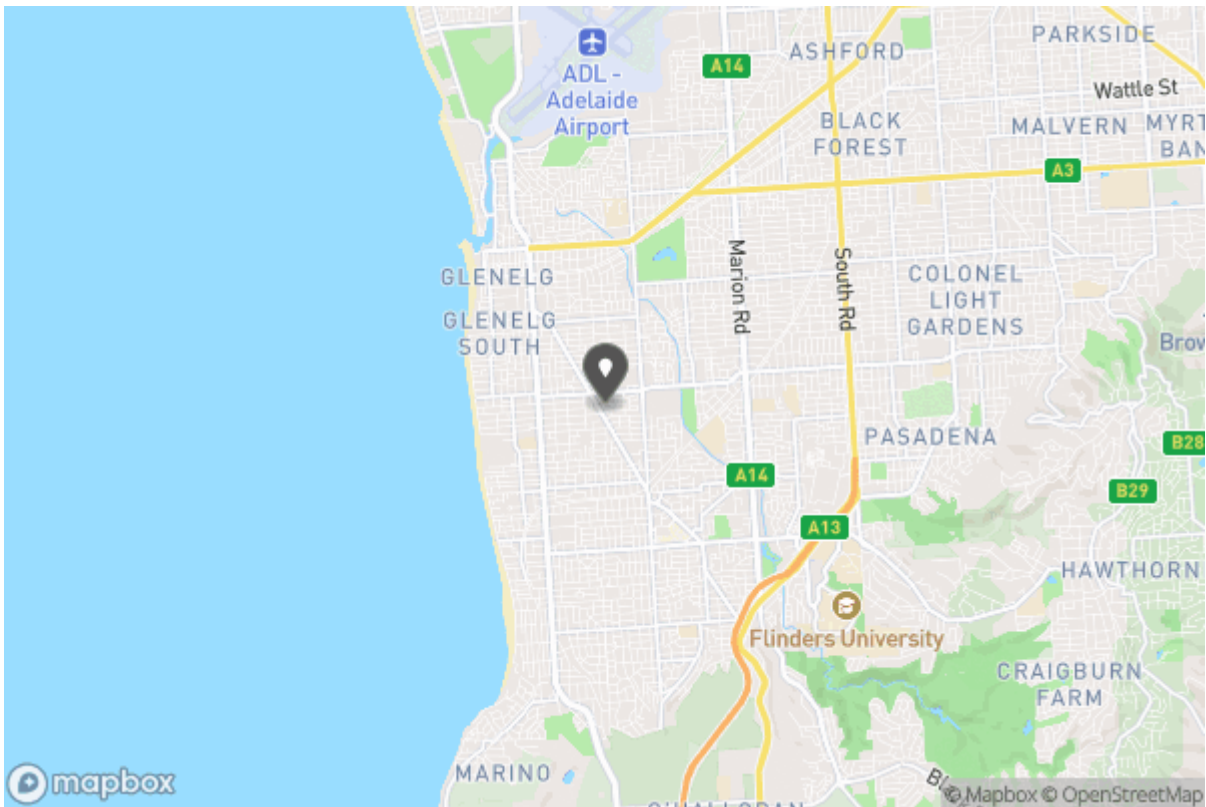 PARKSIDE
ASHFORD
A14
ADL -
Adelaide
Airport
Wattle St
BLACK
FOREST
MALVERN
MYRT
BAN
A3
GLENELG
GLENELG
SOUTH
Marion Rd
South Rd
COLONEL
LIGHT
GARDENS
Brow
PASADENA
B28
A14
B29
A13
HAWTHORN
Flinders University
CRAIGBURN
FARM
MARINO
O'HALLORAN
Bla
mapbox
© Mapbox © OpenStreetMap